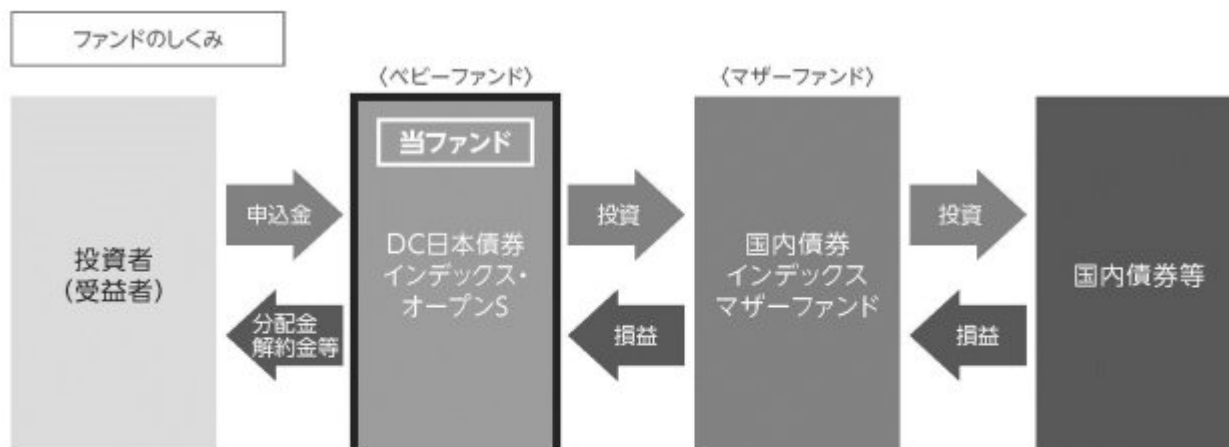 ファンドのしくみ
〈ベビーファンド〉
〈マザーファンド〉
当ファンド
申込金
投資
投資
投資者
(受益者)
DC日本債券
インデックス・
オープンS
国内債券
インデックス
マザーファンド
国内債券等
分配金
解約金等
損益
損益